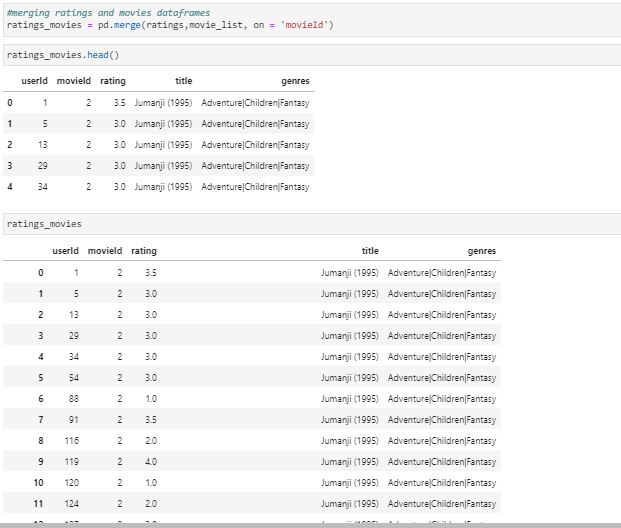 #merging ratings and movies dataframes
ratings_movies = pd.merge(ratings,movie_list, on = 'movieId')
ratings_movies.head()
userId movieId rating title genres
0 1 2 3.5 Jumanji (1995) Adventure|Children|Fantasy
1 5 2 3.0 Jumanji (1995) Adventure|Children|Fantasy
2 13 2 3.0 Jumanji (1995) Adventure|Children|Fantasy
3 29 2 3.0 Jumanji (1995) Adventure|Children|Fantasy
4 34 2 3.0 Jumanji (1995) Adventure|Children|Fantasy
ratings_movies
userId movieId rating title genres
0 1 2 3.5 Jumanji (1995) Adventure|Children|Fantasy
1 5 2 3.0 Jumanji (1995) Adventure|Children|Fantasy
2 13 2 3.0 Jumanji (1995) Adventure|Children|Fantasy
3 29 2 3.0 Jumanji (1995) Adventure|Children|Fantasy
4 34 2 3.0 Jumanji (1995) Adventure|Children|Fantasy
5 54 2 3.0 Jumanji (1995) Adventure|Children|Fantasy
6 88 2 1.0 Jumanji (1995) Adventure|Children|Fantasy
7 91 2 3.5 Jumanji (1995) Adventure|Children|Fantasy
8 116 2 2.0 Jumanji (1995) Adventure|Children|Fantasy
9 119 2 4.0 Jumanji (1995) Adventure|Children|Fantasy
10 120 2 1.0 Jumanji (1995) Adventure|Children|Fantasy
11 124 2 2.0 Jumanji (1995) Adventure|Children|Fantasy